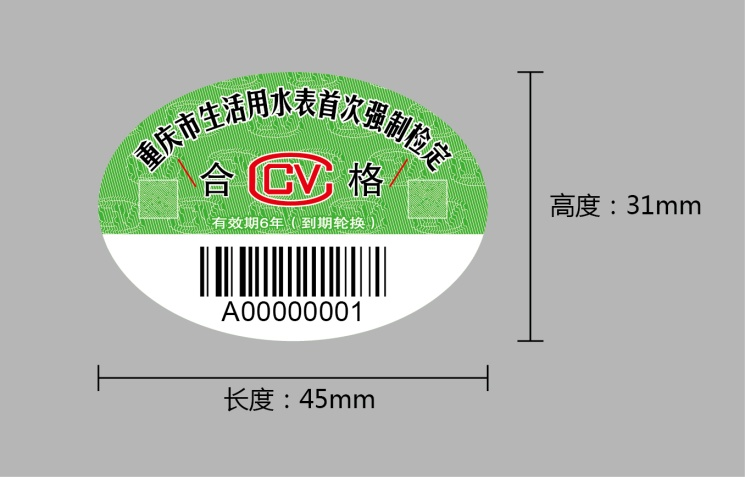 重庆市生活用水表首次强制检定
合 CV 格
有效期6年（到期轮换）
A00000001
高度：31mm
长度：45mm